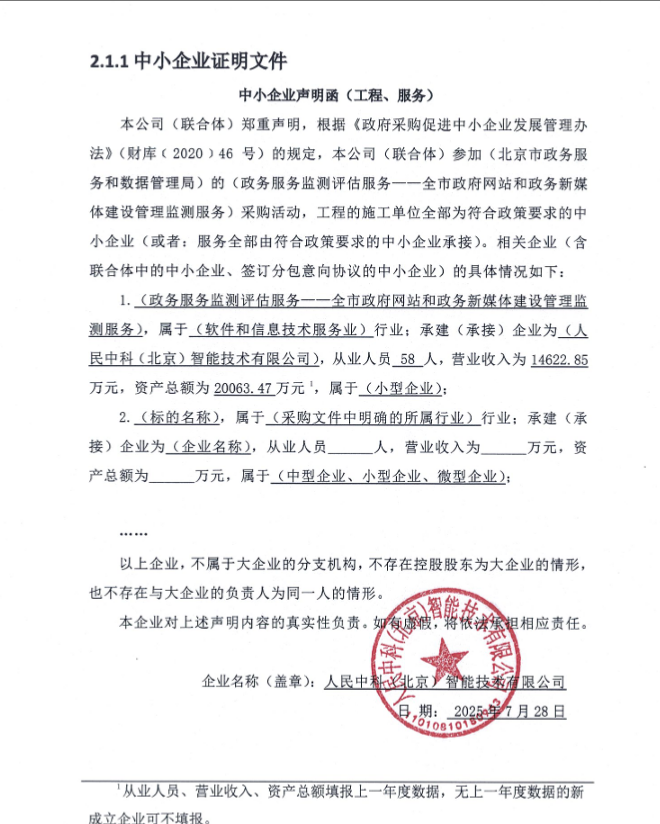 2.1.1 中小企业证明文件
中小企业声明函（工程、服务）
本公司（联合体）郑重声明，根据《政府采购促进中小企业发展管理办
法》（财库﹝2020﹞46 号）的规定，本公司（联合体）参加（北京市政务服
务和数据管理局）的（政务服务监测评估服务——全市政府网站和政务新媒
体建设管理监测服务）采购活动，工程的施工单位全部为符合政策要求的中
小企业（或者：服务全部由符合政策要求的中小企业承接）。相关企业（含
联合体中的中小企业、签订分包意向协议的中小企业）的具体情况如下：
1.（政务服务监测评估服务——全市政府网站和政务新媒体建设管理监
测服务），属于（软件和信息技术服务业）行业；承建（承接）企业为（人
民中科（北京）智能技术有限公司），从业人员 58 人，营业收入为 14622.85
万元，资产总额为 20063.47 万元¹，属于（小型企业）；
2.（标的名称），属于（采购文件中明确的所属行业）行业；承建（承
接）企业为（企业名称），从业人员______人，营业收入为______万元，资
产总额为______万元，属于（中型企业、小型企业、微型企业）；
……
以上企业，不属于大企业的分支机构，不存在控股股东为大企业的情形，
也不存在与大企业的负责人为同一人的情形。
本企业对上述声明内容的真实性负责。如有虚假，将依法承担相应责任。
企业名称（盖章）：人民中科（北京）智能技术有限公司
日 期： 2025 年 7 月 28 日
人民中科(北京)智能技术有限公司
¹从业人员、营业收入、资产总额填报上一年度数据，无上一年度数据的新
成立企业可不填报。